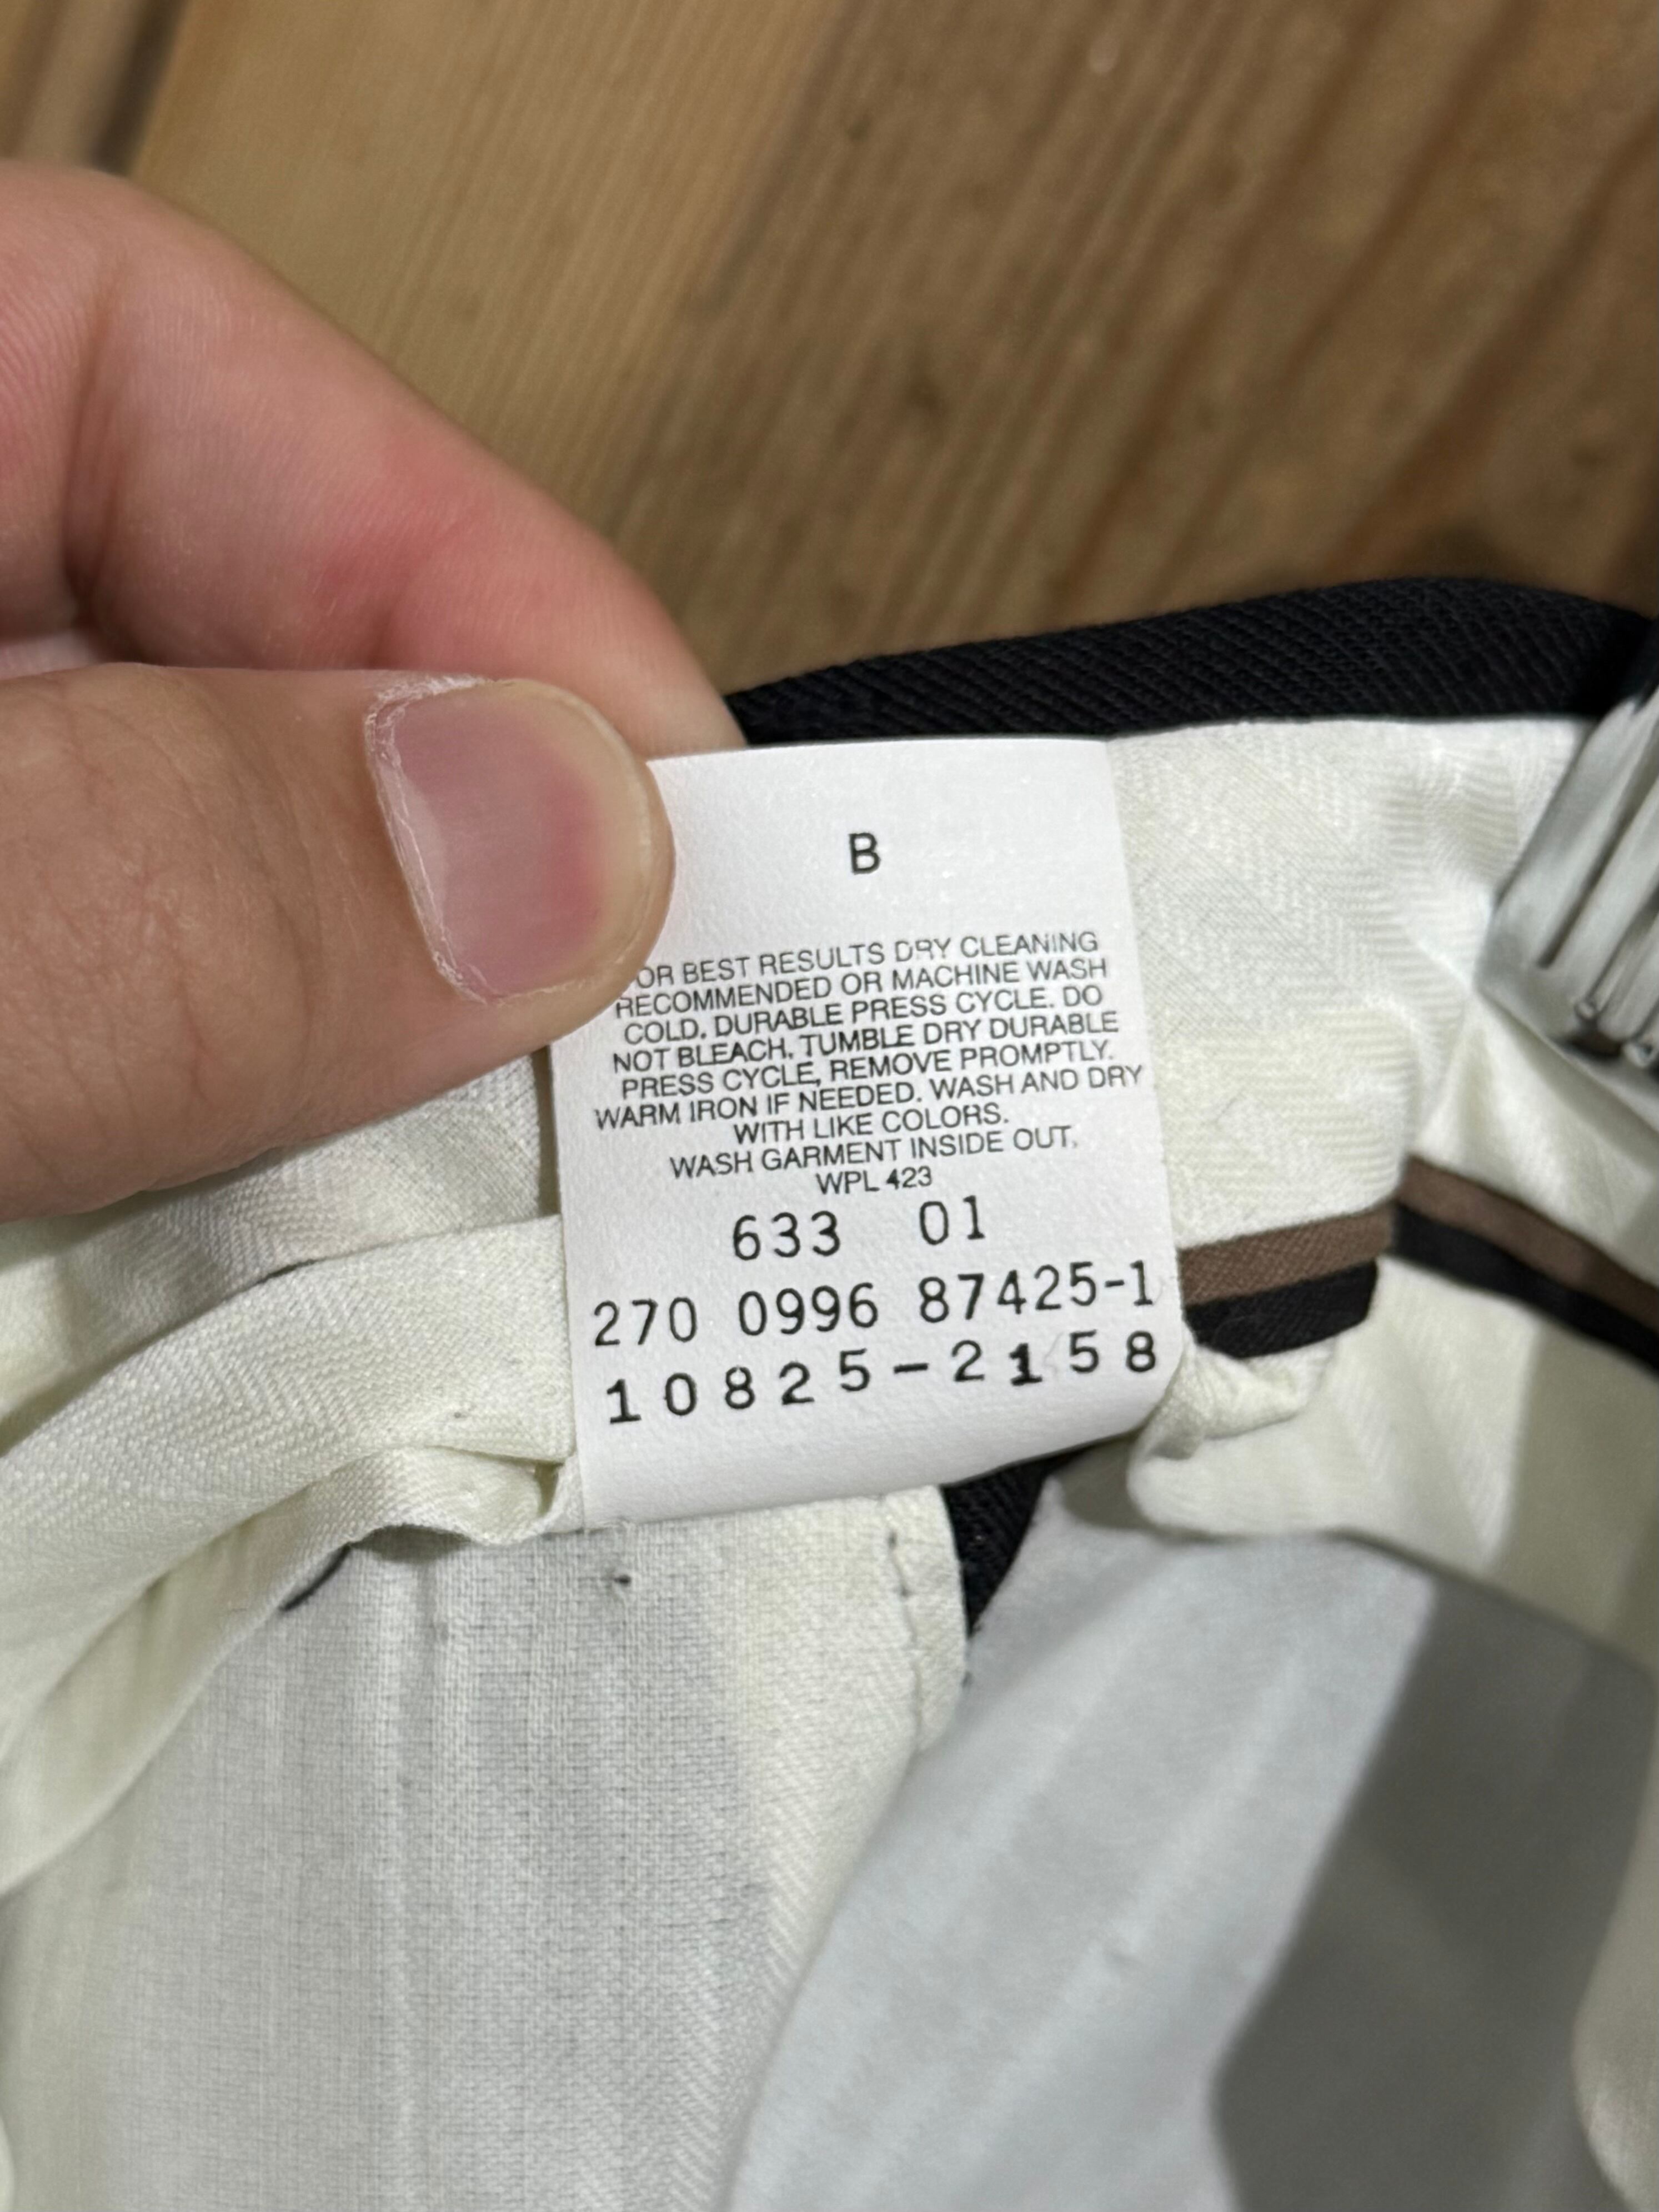 B
OR BEST RESULTS DRY CLEANING
RECOMMENDED OR MACHINE WASH
COLD. DURABLE PRESS CYCLE. DO
NOT BLEACH. TUMBLE DRY DURABLE
PRESS CYCLE, REMOVE PROMPTLY.
WARM IRON IF NEEDED. WASH AND DRY
WITH LIKE COLORS.
WASH GARMENT INSIDE OUT.
WPL 423
633 01
270 0996 87425-1
10825-2158